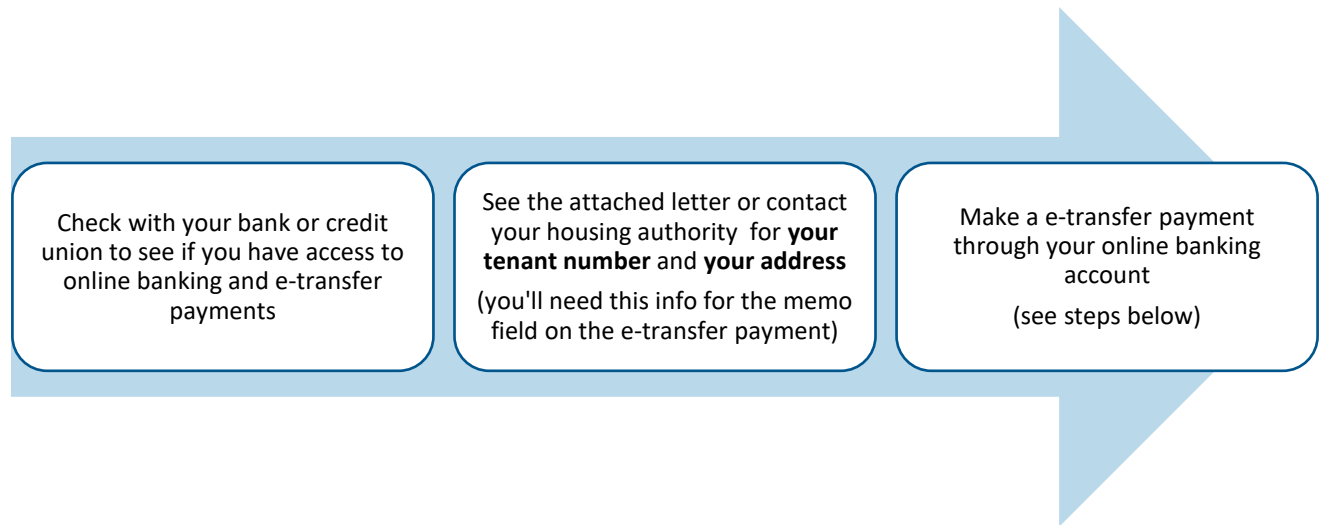 Check with your bank or credit
union to see if you have access to
online banking and e-transfer
payments
See the attached letter or contact
your housing authority for your
tenant number and your address
(you'll need this info for the memo
field on the e-transfer payment)
Make a e-transfer payment
through your online banking
account
(see steps below)